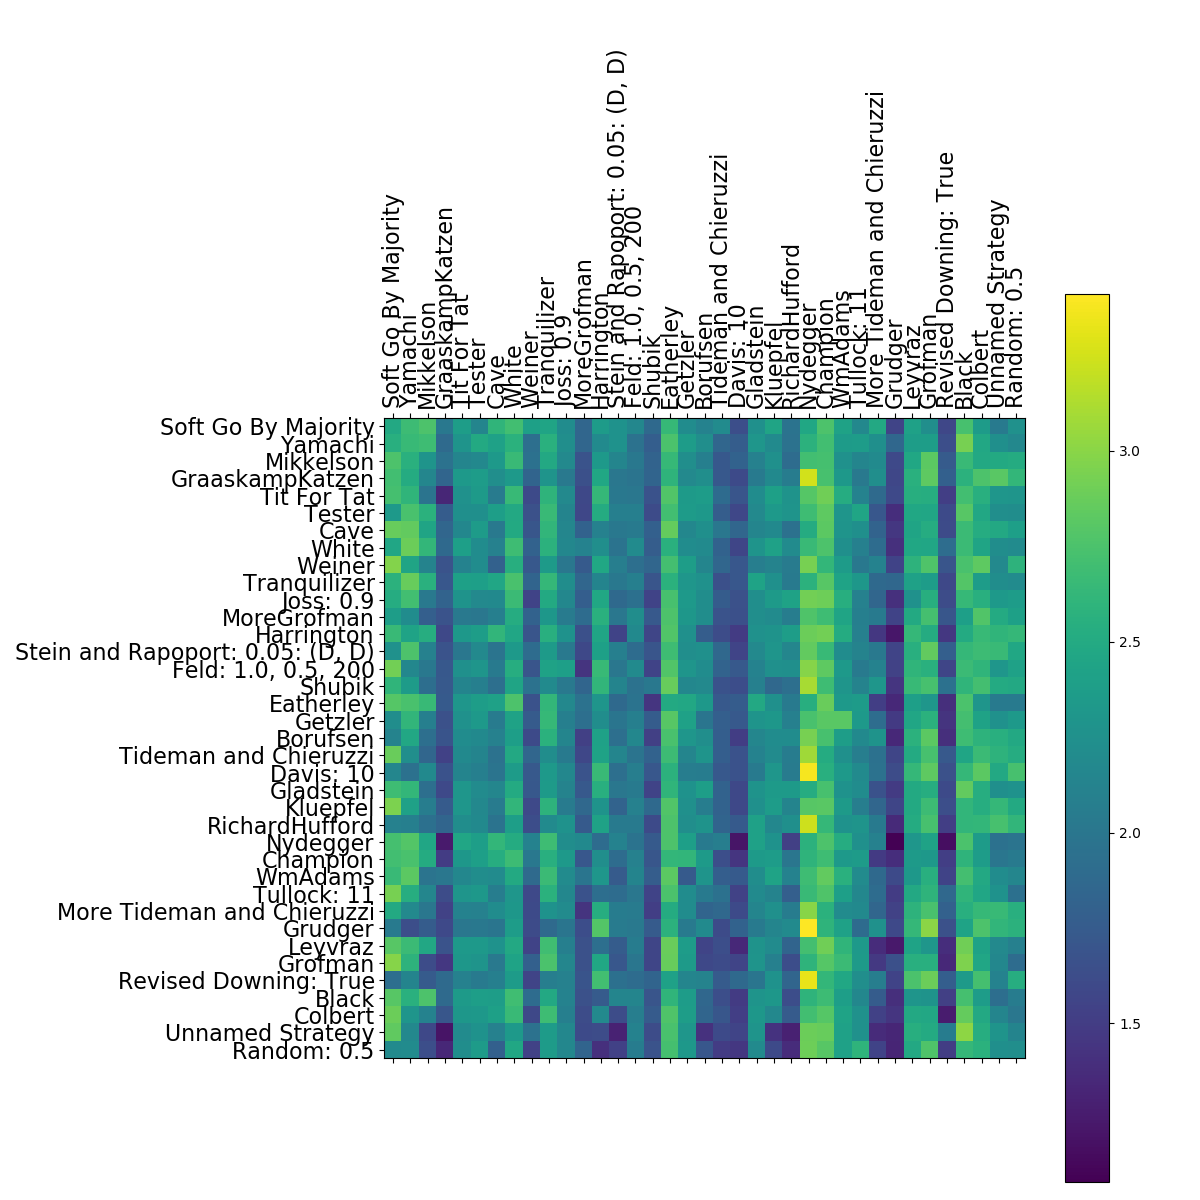 Soft Go By Majority
Yamachi
Mikkelson
GraaskampKatzen
Tit For Tat
Tester
Cave
White
Weiner
Tranquilizer
Joss: 0.9
MoreGrofman
Harrington
Stein and Rapoport: 0.05: (D, D)
Feld: 1.0, 0.5, 200
Shubik
Eatherley
Getzler
Borufsen
Tideman and Chieruzzi
Davis: 10
Gladstein
Kluepfel
RichardHufford
Nydegger
Champion
WmAdams
Tullock: 11
More Tideman and Chieruzzi
Grudger
Leyvraz
Grofman
Revised Downing: True
Black
Colbert
Unnamed Strategy
Random: 0.5
Soft Go By Majority
Yamachi
Mikkelson
GraaskampKatzen
Tit For Tat
Tester
Cave
White
Weiner
Tranquilizer
Joss: 0.9
MoreGrofman
Harrington
Stein and Rapoport: 0.05: (D, D)
Feld: 1.0, 0.5, 200
Shubik
Eatherley
Getzler
Borufsen
Tideman and Chieruzzi
Davis: 10
Gladstein
Kluepfel
RichardHufford
Nydegger
Champion
WmAdams
Tullock: 11
More Tideman and Chieruzzi
Grudger
Leyvraz
Grofman
Revised Downing: True
Black
Colbert
Unnamed Strategy
Random: 0.5
3.0
2.5
2.0
1.5